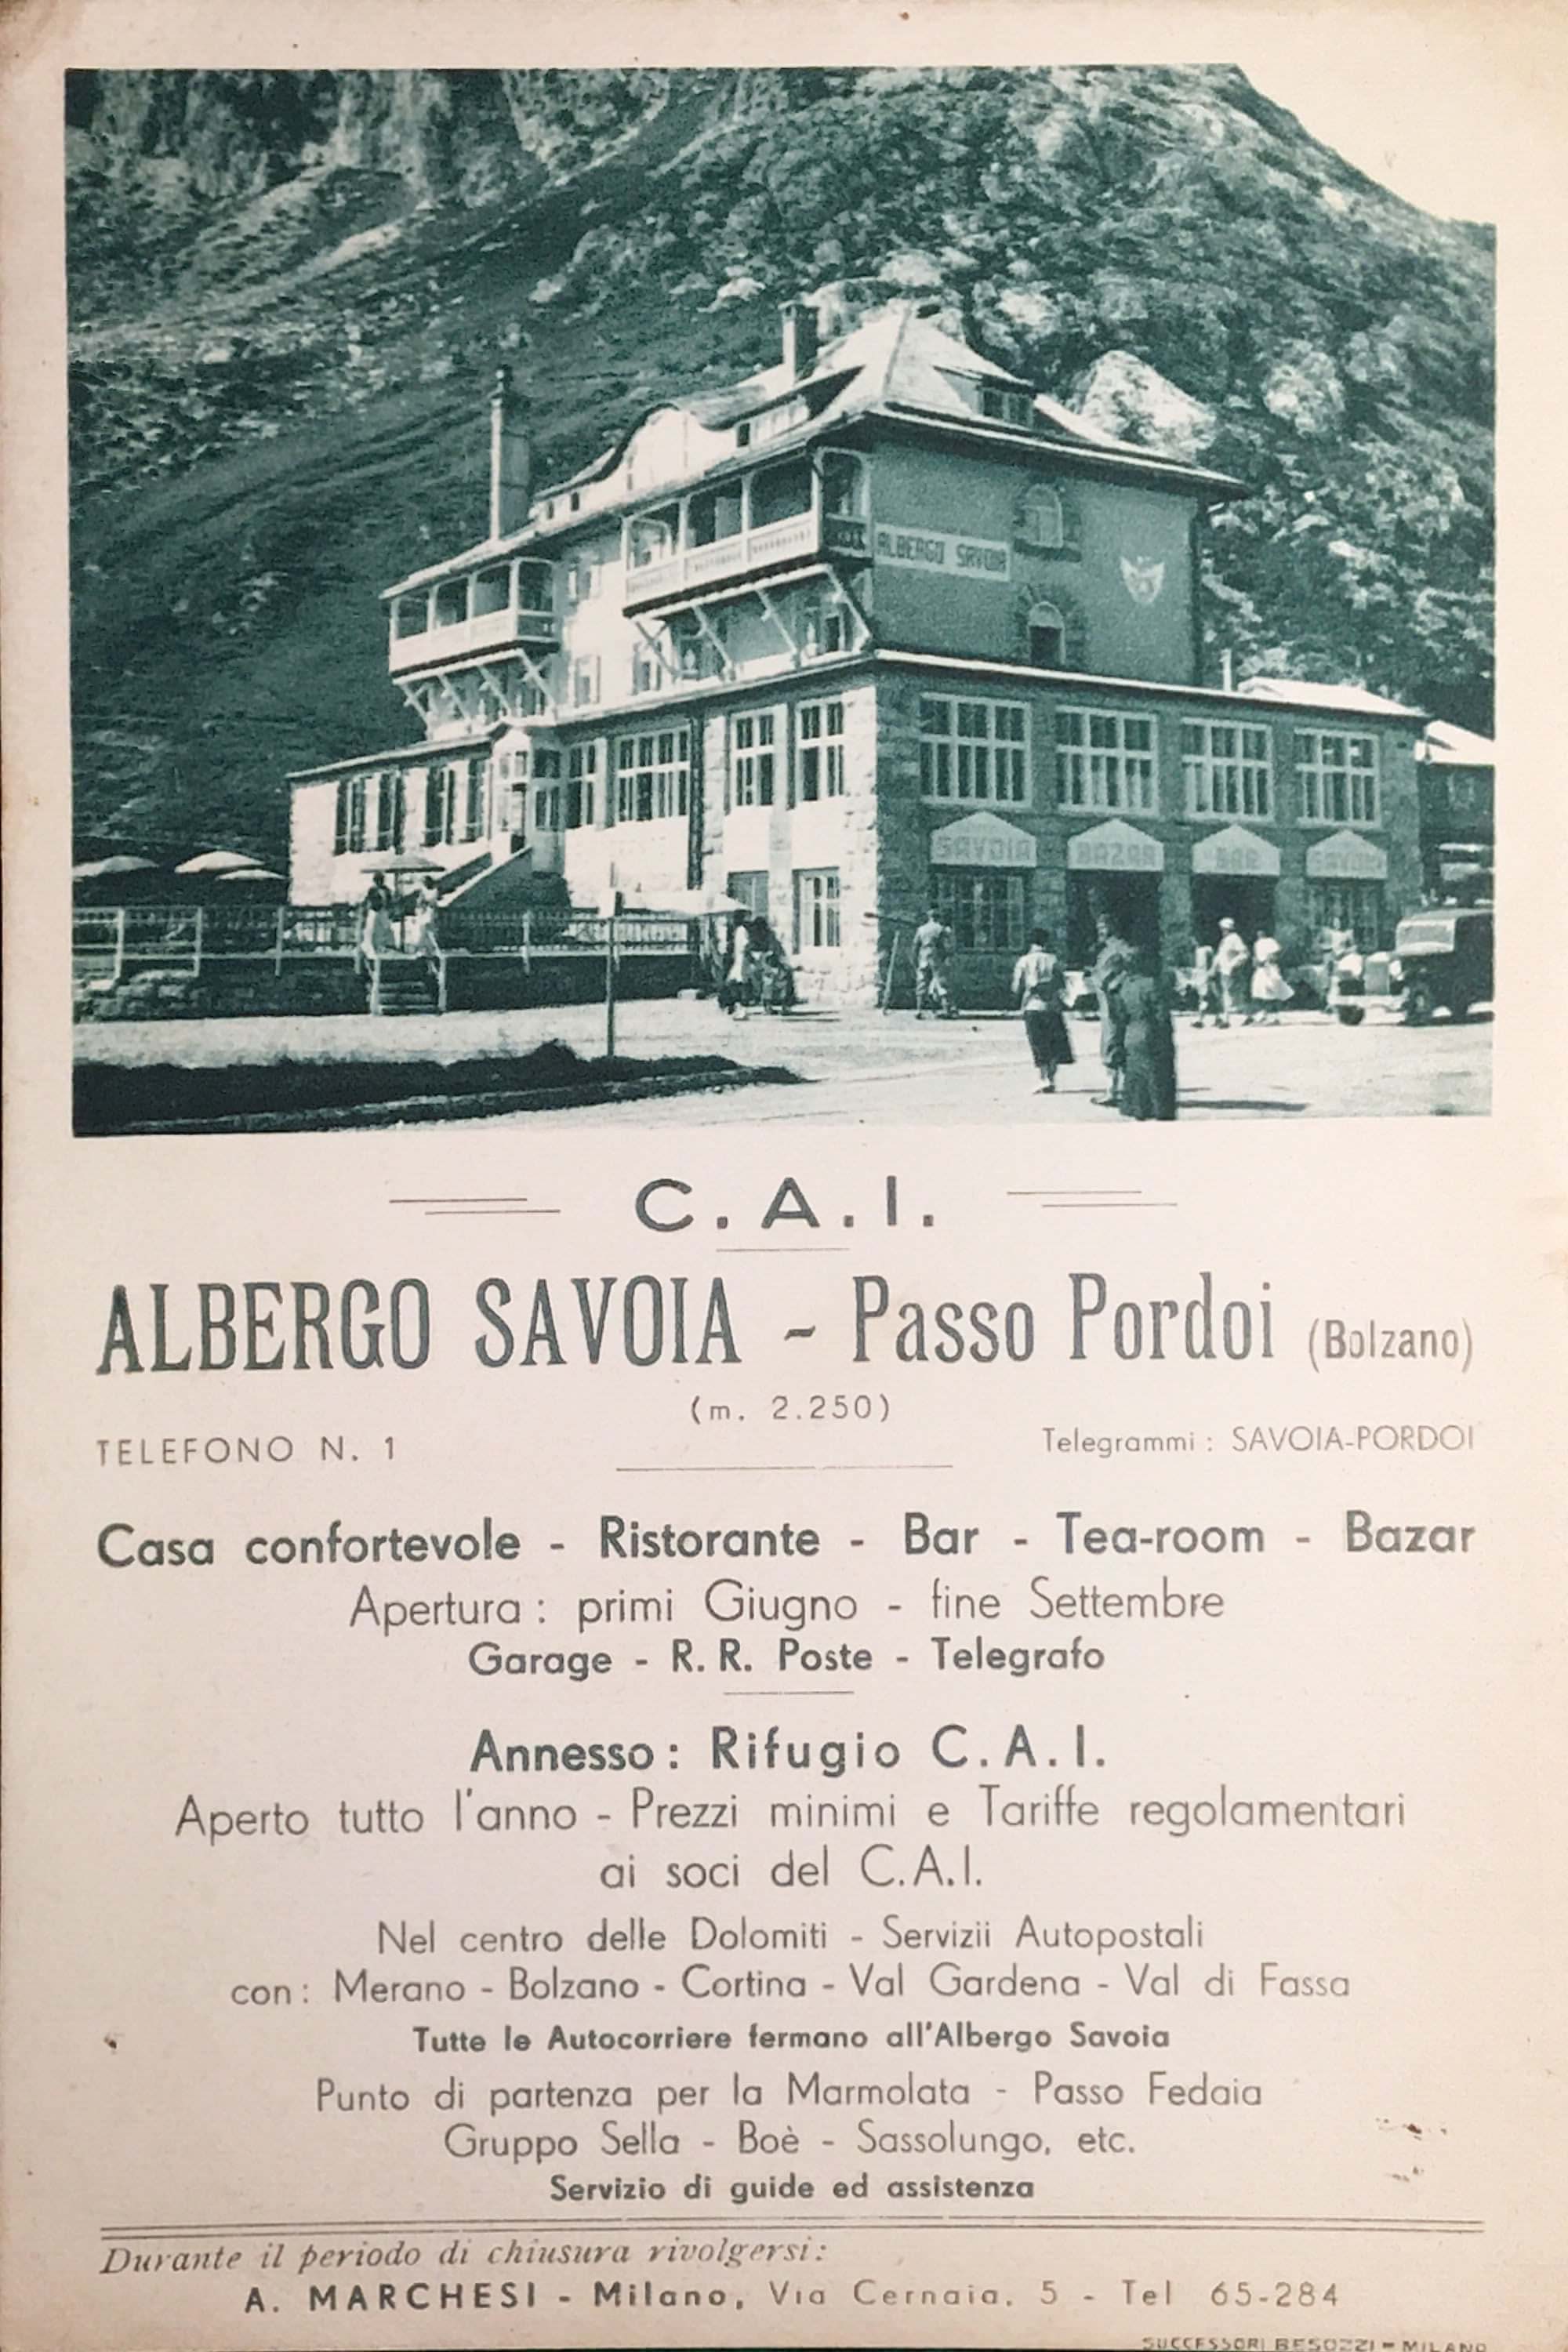 ALBERGO SAVOIA
SAVOIA
BAZAR
BAR
SAVOIA
C.A.I.
ALBERGO SAVOIA - Passo Pordoi (Bolzano)
(m. 2.250)
TELEFONO N. 1
Telegrammi : SAVOIA-PORDOI
Casa confortevole - Ristorante - Bar - Tea-room - Bazar
Apertura : primi Giugno - fine Settembre
Garage - R. R. Poste - Telegrafo
Annesso : Rifugio C.A.I.
Aperto tutto l'anno - Prezzi minimi e Tariffe regolamentari
ai soci del C.A.I.
Nel centro delle Dolomiti - Servizii Autopostali
con : Merano - Bolzano - Cortina - Val Gardena - Val di Fassa
Tutte le Autocorriere fermano all'Albergo Savoia
Punto di partenza per la Marmolata - Passo Fedaia
Gruppo Sella - Boè - Sassolungo, etc.
Servizio di guide ed assistenza
Durante il periodo di chiusura rivolgersi :
A. MARCHESI - Milano, Via Cernaia, 5 - Tel 65-284
SUCCESSORI BESOZZI - MILANO